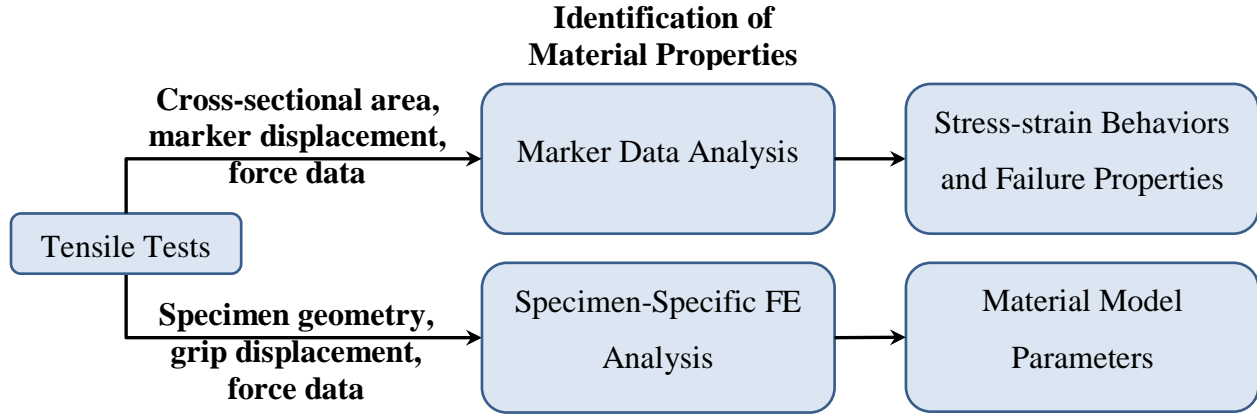 Identification of
Material Properties
Cross-sectional area,
marker displacement,
force data
Marker Data Analysis
Stress-strain Behaviors
and Failure Properties
Tensile Tests
Specimen geometry,
grip displacement,
force data
Specimen-Specific FE
Analysis
Material Model
Parameters